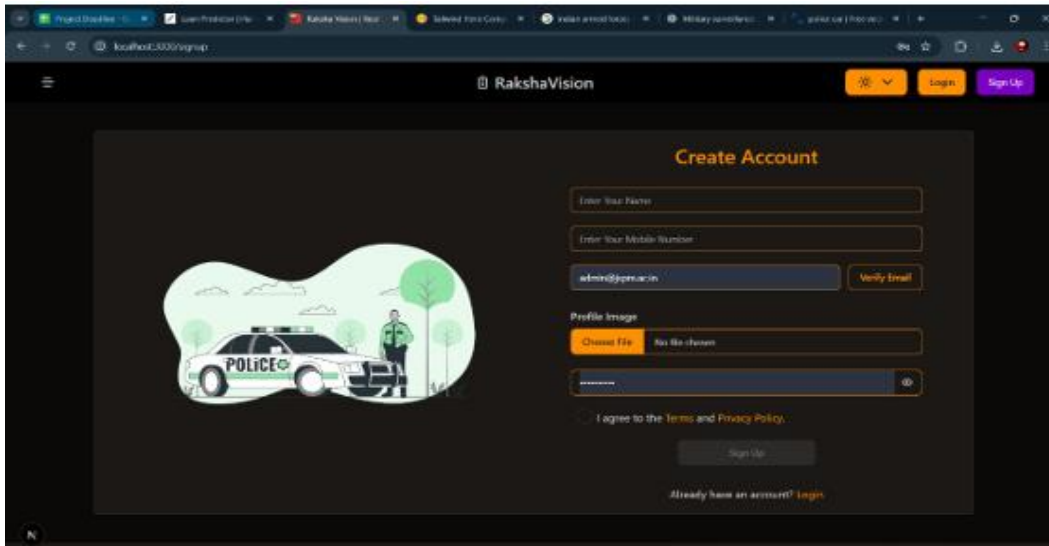 localhost:3000/signup
RakshaVision
Login
Sign Up
Create Account
Enter Your Name
Enter Your Mobile Number
admin@jspm.ac.in
Verify Email
Profile Image
Choose File No file chosen
POLiCE
I agree to the Terms and Privacy Policy.
Sign Up
Already have an account? Login
N